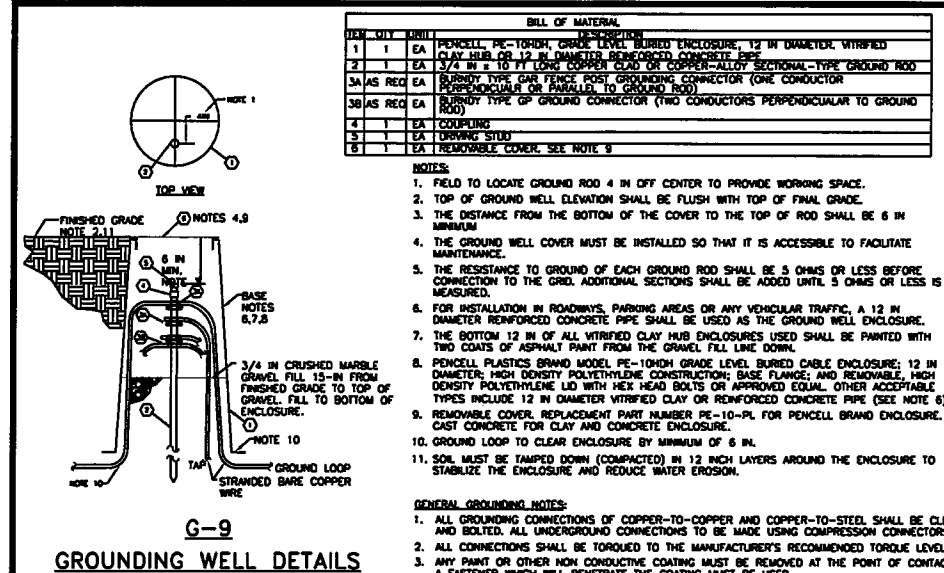 BILL OF MATERIAL
ITEM QTY UNIT DESCRIPTION
1 1 EA PENCELL, PE-10HDH, GRADE LEVEL BURIED ENCLOSURE, 12 IN DIAMETER, VITRIFIED
CLAY HUB OR 12 IN DIAMETER REINFORCED CONCRETE PIPE
2 1 EA 3/4 IN x 10 FT LONG COPPER CLAD OR COPPER-ALLOY SECTIONAL-TYPE GROUND ROD
3A AS REQ EA BURNDY TYPE GAR FENCE POST GROUNDING CONNECTOR (ONE CONDUCTOR
PERPENDICUALR OR PARALLEL TO GROUND ROD)
3B AS REQ EA BURNDY TYPE GP GROUND CONNECTOR (TWO CONDUCTORS PERPENDICUALAR TO GROUND
ROD)
4 1 EA COUPLING
5 1 EA DRIVING STUD
6 1 EA REMOVABLE COVER. SEE NOTE 9
NOTE 1
1
2
TOP VIEW
FINISHED GRADE
NOTE 2,11
6 NOTES 4,9
6 IN
MIN.
NOTE
BASE
NOTES
6,7,8
3/4 IN CRUSHED MARBLE
GRAVEL FILL 15-IN FROM
FINISHED GRADE TO TOP OF
GRAVEL. FILL TO BOTTOM OF
ENCLOSURE.
1
NOTE 10
NOTE 10
TAP
GROUND LOOP
STRANDED BARE COPPER
WIRE
G-9
GROUNDING WELL DETAILS
NOTES:
1. FIELD TO LOCATE GROUND ROD 4 IN OFF CENTER TO PROVIDE WORKING SPACE.
2. TOP OF GROUND WELL ELEVATION SHALL BE FLUSH WITH TOP OF FINAL GRADE.
3. THE DISTANCE FROM THE BOTTOM OF THE COVER TO THE TOP OF ROD SHALL BE 6 IN
MINIMUM
4. THE GROUND WELL COVER MUST BE INSTALLED SO THAT IT IS ACCESSIBLE TO FACILITATE
MAINTENANCE.
5. THE RESISTANCE TO GROUND OF EACH GROUND ROD SHALL BE 5 OHMS OR LESS BEFORE
CONNECTION TO THE GRID. ADDITIONAL SECTIONS SHALL BE ADDED UNTIL 5 OHMS OR LESS IS
MEASURED.
6. FOR INSTALLATION IN ROADWAYS, PARKING AREAS OR ANY VEHICULAR TRAFFIC, A 12 IN
DIAMETER REINFORCED CONCRETE PIPE SHALL BE USED AS THE GROUND WELL ENCLOSURE.
7. THE BOTTOM 12 IN OF ALL VITRIFIED CLAY HUB ENCLOSURES USED SHALL BE PAINTED WITH
TWO COATS OF ASPHALT PAINT FROM THE GRAVEL FILL LINE DOWN.
8. PENCELL PLASTICS BRAND MODEL PE-10HDH GRADE LEVEL BURIED CABLE ENCLOSURE; 12 IN
DIAMETER; HIGH DENSITY POLYETHYLENE CONSTRUCTION; BASE FLANGE; AND REMOVABLE, HIGH
DENSITY POLYETHYLENE LID WITH HEX HEAD BOLTS OR APPROVED EQUAL. OTHER ACCEPTABLE
TYPES INCLUDE 12 IN DIAMETER VITRIFIED CLAY OR REINFORCED CONCRETE PIPE (SEE NOTE 6)
9. REMOVABLE COVER. REPLACEMENT PART NUMBER PE-10-PL FOR PENCELL BRAND ENCLOSURE.
CAST CONCRETE FOR CLAY AND CONCRETE ENCLOSURE.
10. GROUND LOOP TO CLEAR ENCLOSURE BY MINIMUM OF 6 IN.
11. SOIL MUST BE TAMPED DOWN (COMPACTED) IN 12 INCH LAYERS AROUND THE ENCLOSURE TO
STABILIZE THE ENCLOSURE AND REDUCE WATER EROSION.
GENERAL GROUNDING NOTES:
1. ALL GROUNDING CONNECTIONS OF COPPER-TO-COPPER AND COPPER-TO-STEEL SHALL BE CLE
AND BOLTED. ALL UNDERGROUND CONNECTIONS TO BE MADE USING COMPRESSION CONNECTORS
2. ALL CONNECTIONS SHALL BE TORQUED TO THE MANUFACTURER'S RECOMMENDED TORQUE LEVEL
3. ANY PAINT OR OTHER NON CONDUCTIVE COATING MUST BE REMOVED AT THE POINT OF CONTAC
A FASTENER WHICH WILL PENETRATE THE COATING MUST BE USED